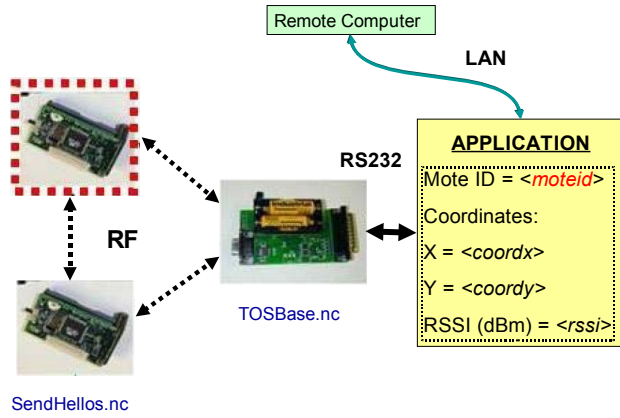 Remote Computer
LAN
APPLICATION
RS232
Mote ID = <moteid>
Coordinates:
X = <coordx>
Y = <coordy>
RSSI (dBm) = <rssi>
RF
TOSBase.nc
SendHellos.nc